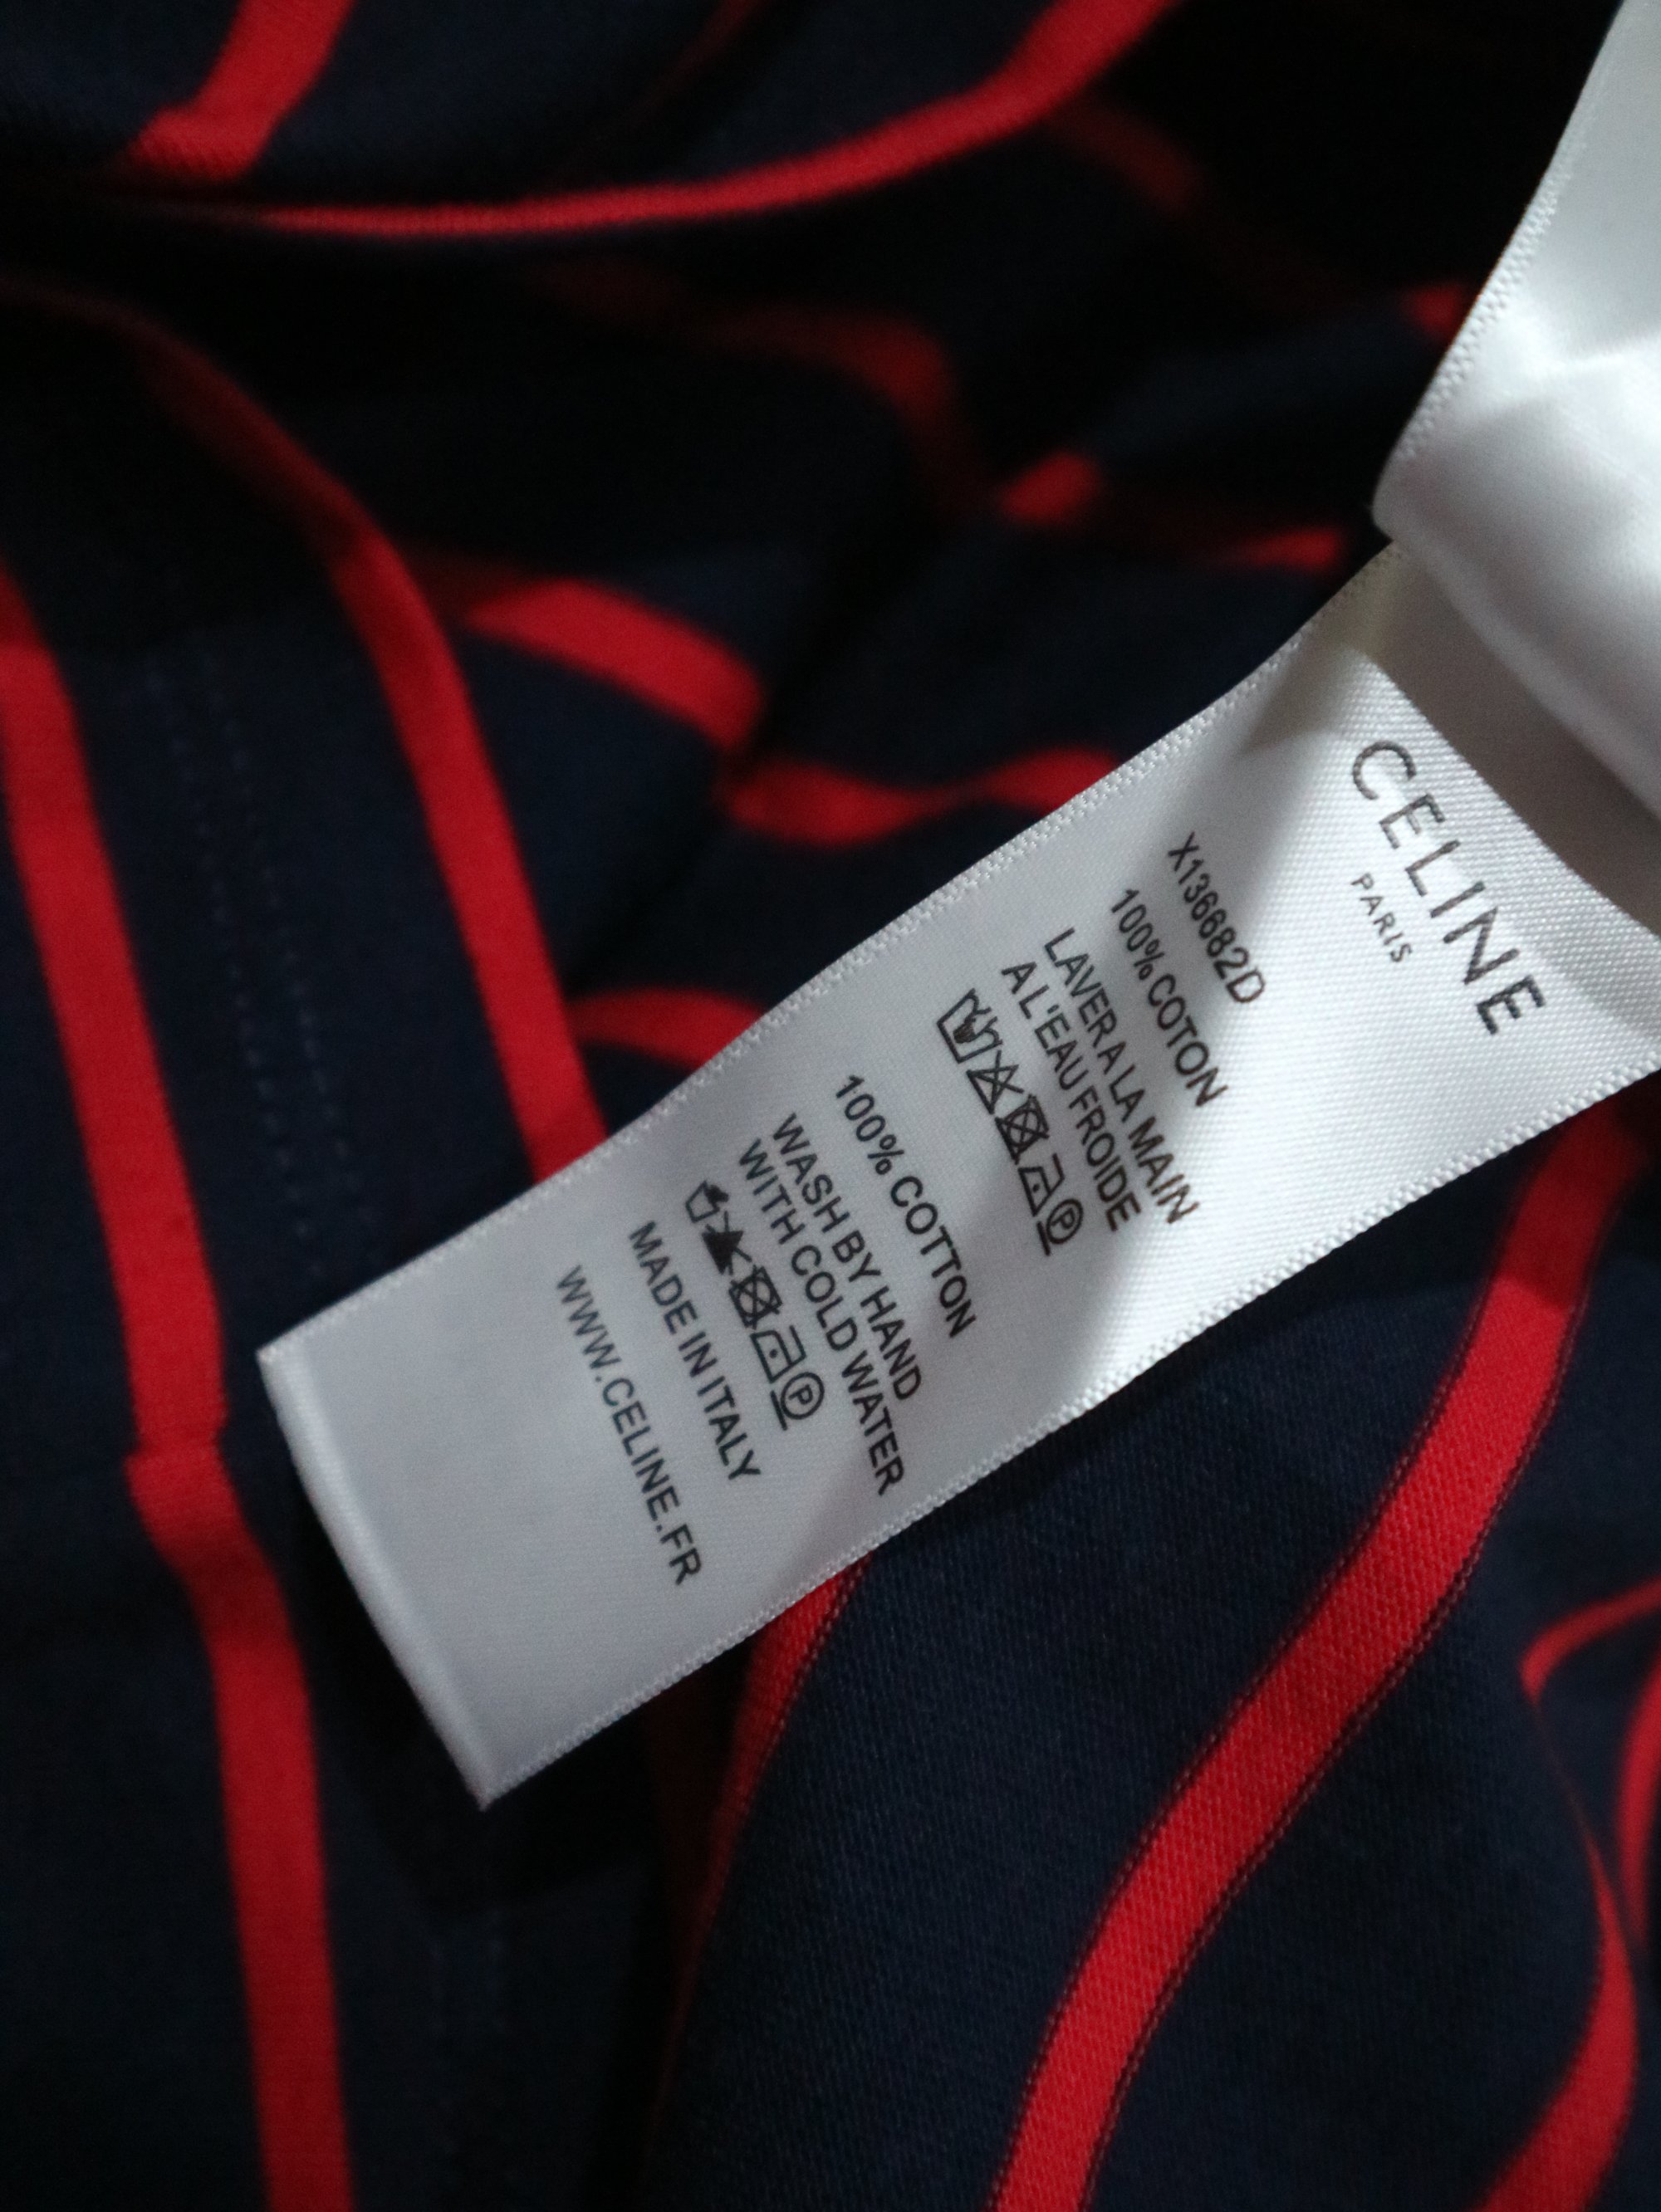 CELINE
PARIS
X136682D
100%COTON
LAVER A LA MAIN
A L'EAU FROIDE
P
100% COTTON
WASH BY HAND
WITH COLD WATER
P
MADE IN ITALY
WWW.CELINE.FR